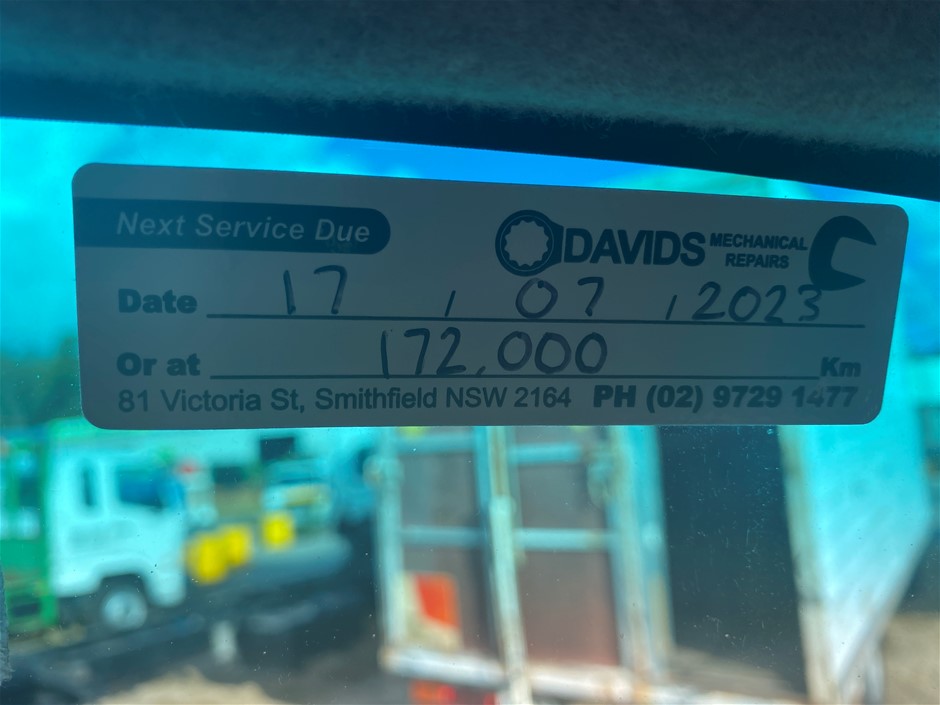 Next Service Due
DAVIDS MECHANICAL REPAIRS
Date 17 / 07 / 2023
Or at 172,000 Km
81 Victoria St, Smithfield NSW 2164 PH (02) 9729 1477